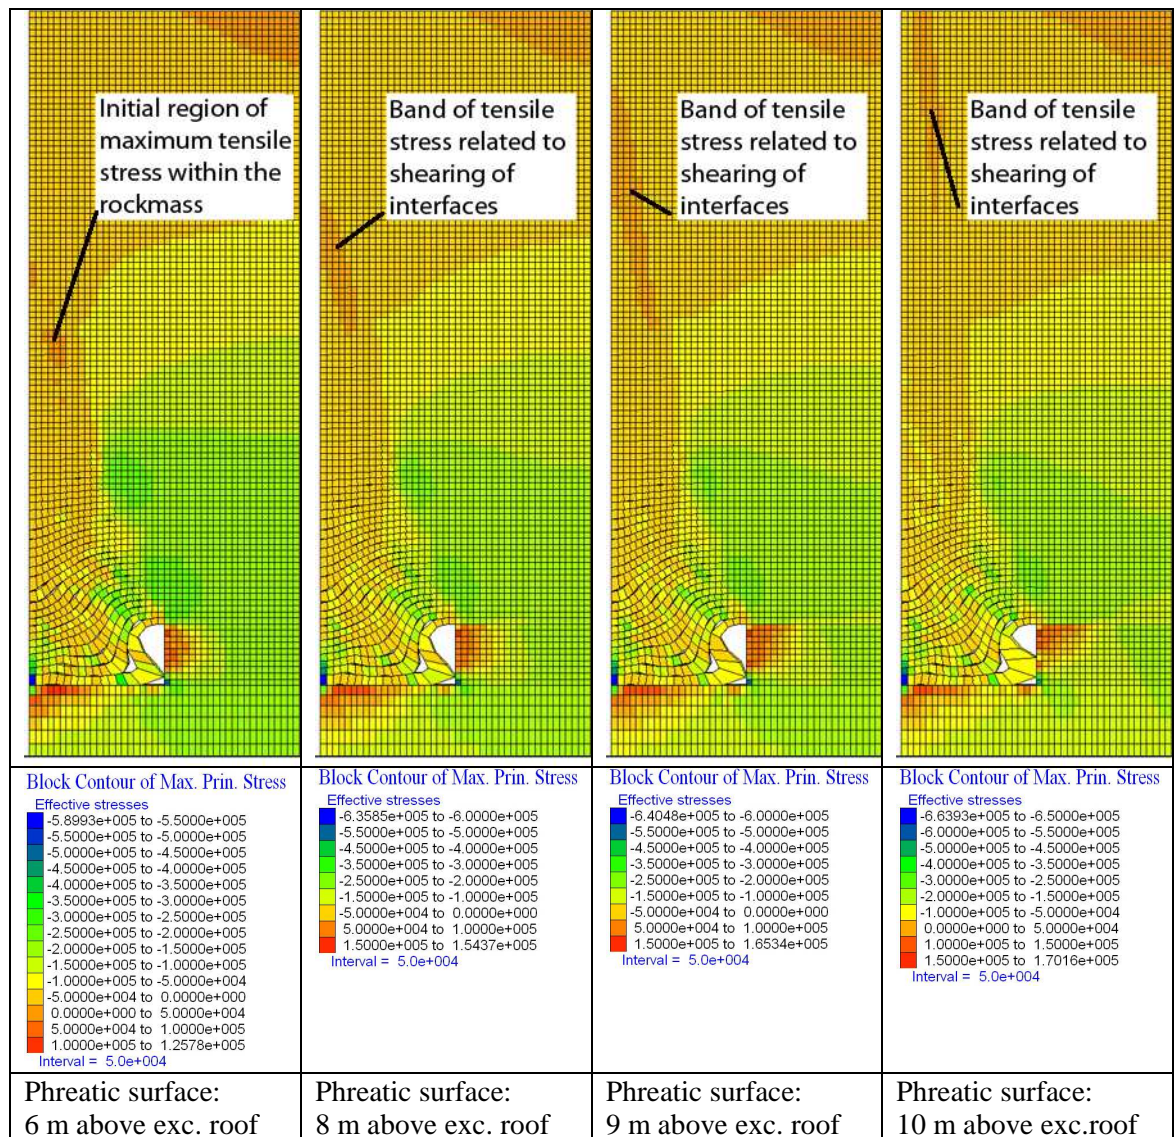 Initial region of
maximum tensile
stress within the
rockmass
Band of tensile
stress related to
shearing of
interfaces
Band of tensile
stress related to
shearing of
interfaces
Band of tensile
stress related to
shearing of
interfaces
Block Contour of Max. Prin. Stress
Effective stresses
-5.8993e+005 to -5.5000e+005
-5.5000e+005 to -5.0000e+005
-5.0000e+005 to -4.5000e+005
-4.5000e+005 to -4.0000e+005
-4.0000e+005 to -3.5000e+005
-3.5000e+005 to -3.0000e+005
-3.0000e+005 to -2.5000e+005
-2.5000e+005 to -2.0000e+005
-2.0000e+005 to -1.5000e+005
-1.5000e+005 to -1.0000e+005
-1.0000e+005 to -5.0000e+004
-5.0000e+004 to 0.0000e+000
0.0000e+000 to 5.0000e+004
5.0000e+004 to 1.0000e+005
1.0000e+005 to 1.2578e+005
Interval = 5.0e+004
Block Contour of Max. Prin. Stress
Effective stresses
-6.3585e+005 to -6.0000e+005
-5.5000e+005 to -5.0000e+005
-4.5000e+005 to -4.0000e+005
-3.5000e+005 to -3.0000e+005
-2.5000e+005 to -2.0000e+005
-1.5000e+005 to -1.0000e+005
-5.0000e+004 to 0.0000e+000
5.0000e+004 to 1.0000e+005
1.5000e+005 to 1.5437e+005
Interval = 5.0e+004
Block Contour of Max. Prin. Stress
Effective stresses
-6.4048e+005 to -6.0000e+005
-5.5000e+005 to -5.0000e+005
-4.5000e+005 to -4.0000e+005
-3.5000e+005 to -3.0000e+005
-2.5000e+005 to -2.0000e+005
-1.5000e+005 to -1.0000e+005
-5.0000e+004 to 0.0000e+000
5.0000e+004 to 1.0000e+005
1.5000e+005 to 1.6534e+005
Interval = 5.0e+004
Block Contour of Max. Prin. Stress
Effective stresses
-6.6393e+005 to -6.5000e+005
-6.0000e+005 to -5.5000e+005
-5.0000e+005 to -4.5000e+005
-4.0000e+005 to -3.5000e+005
-3.0000e+005 to -2.5000e+005
-2.0000e+005 to -1.5000e+005
-1.0000e+005 to -5.0000e+004
0.0000e+000 to 5.0000e+004
1.0000e+005 to 1.5000e+005
1.5000e+005 to 1.7016e+005
Interval = 5.0e+004
Phreatic surface:
6 m above exc. roof
Phreatic surface:
8 m above exc. roof
Phreatic surface:
9 m above exc. roof
Phreatic surface:
10 m above exc.roof